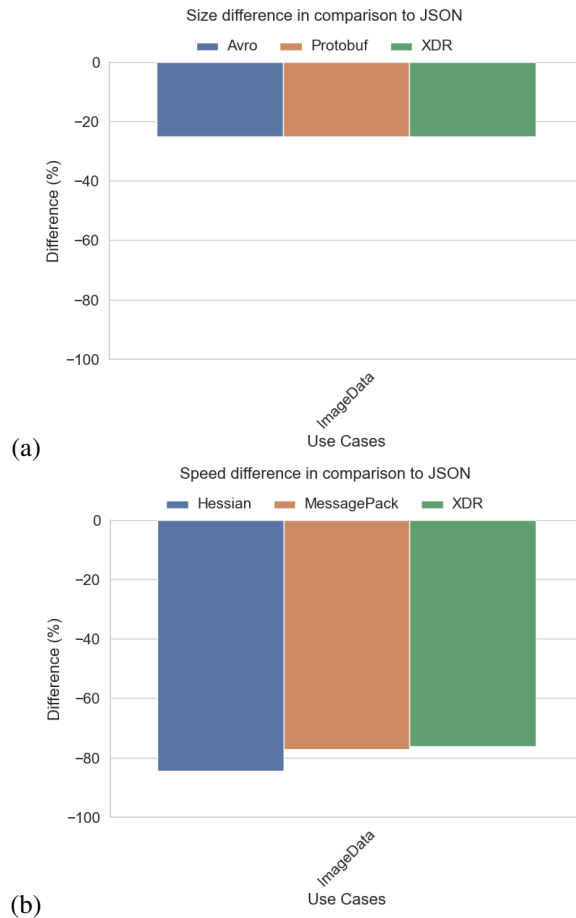 Size difference in comparison to JSON
Avro Protobuf XDR
0
−20
−40
−60
−80
−100
Difference (%)
ImageData
Use Cases
(a)
Speed difference in comparison to JSON
Hessian MessagePack XDR
0
−20
−40
−60
−80
−100
Difference (%)
ImageData
Use Cases
(b)